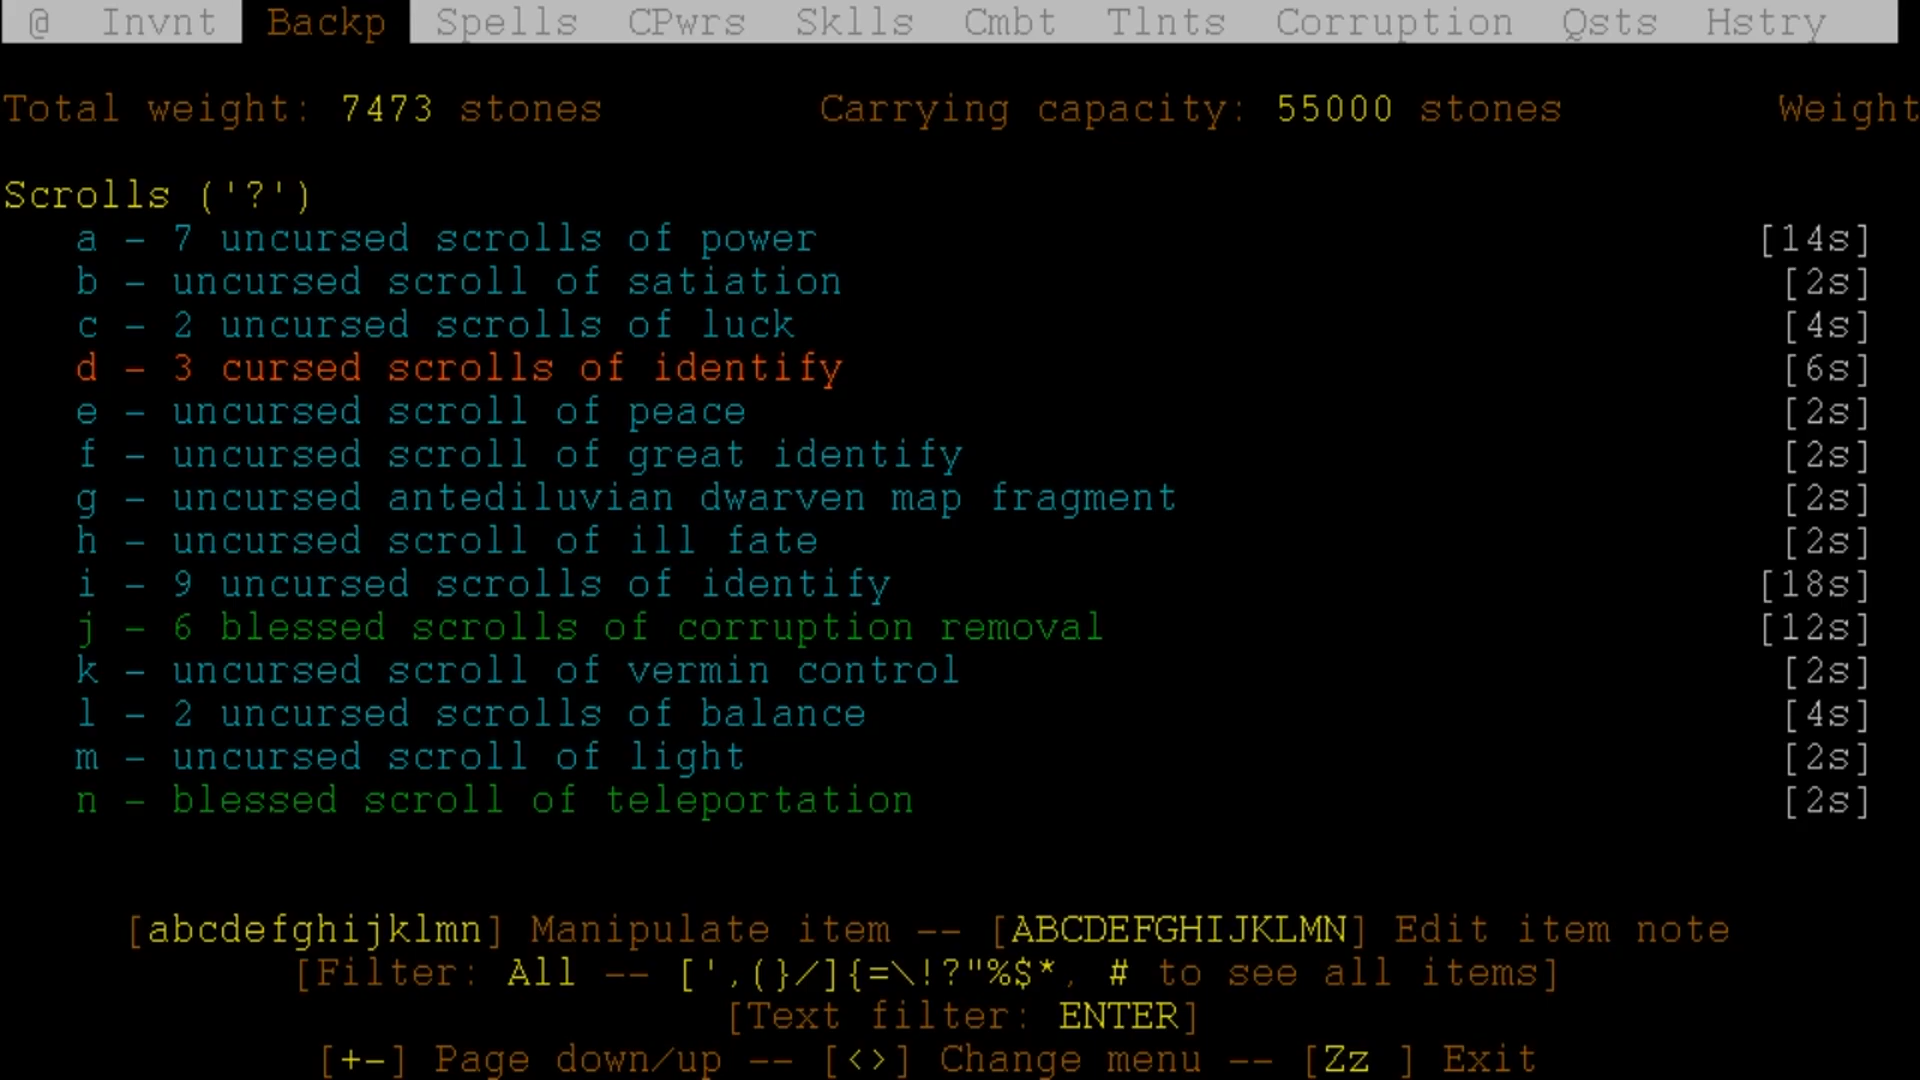 @ Invnt Backp Spells CPwrs Sklls Cmbt Tlnts Corruption Qsts Hstry
Total weight: 7473 stones Carrying capacity: 55000 stones Weight
Scrolls ('?')
a - 7 uncursed scrolls of power [14s]
b - uncursed scroll of satiation [2s]
c - 2 uncursed scrolls of luck [4s]
d - 3 cursed scrolls of identify [6s]
e - uncursed scroll of peace [2s]
f - uncursed scroll of great identify [2s]
g - uncursed antediluvian dwarven map fragment [2s]
h - uncursed scroll of ill fate [2s]
i - 9 uncursed scrolls of identify [18s]
j - 6 blessed scrolls of corruption removal [12s]
k - uncursed scroll of vermin control [2s]
l - 2 uncursed scrolls of balance [4s]
m - uncursed scroll of light [2s]
n - blessed scroll of teleportation [2s]
[abcdefghijklmn] Manipulate item -- [ABCDEFGHIJKLMN] Edit item note
[Filter: All -- [',(}/]{=\!?"%$*, # to see all items]
[Text filter: ENTER]
[+-] Page down/up -- [<>] Change menu -- [Zz ] Exit